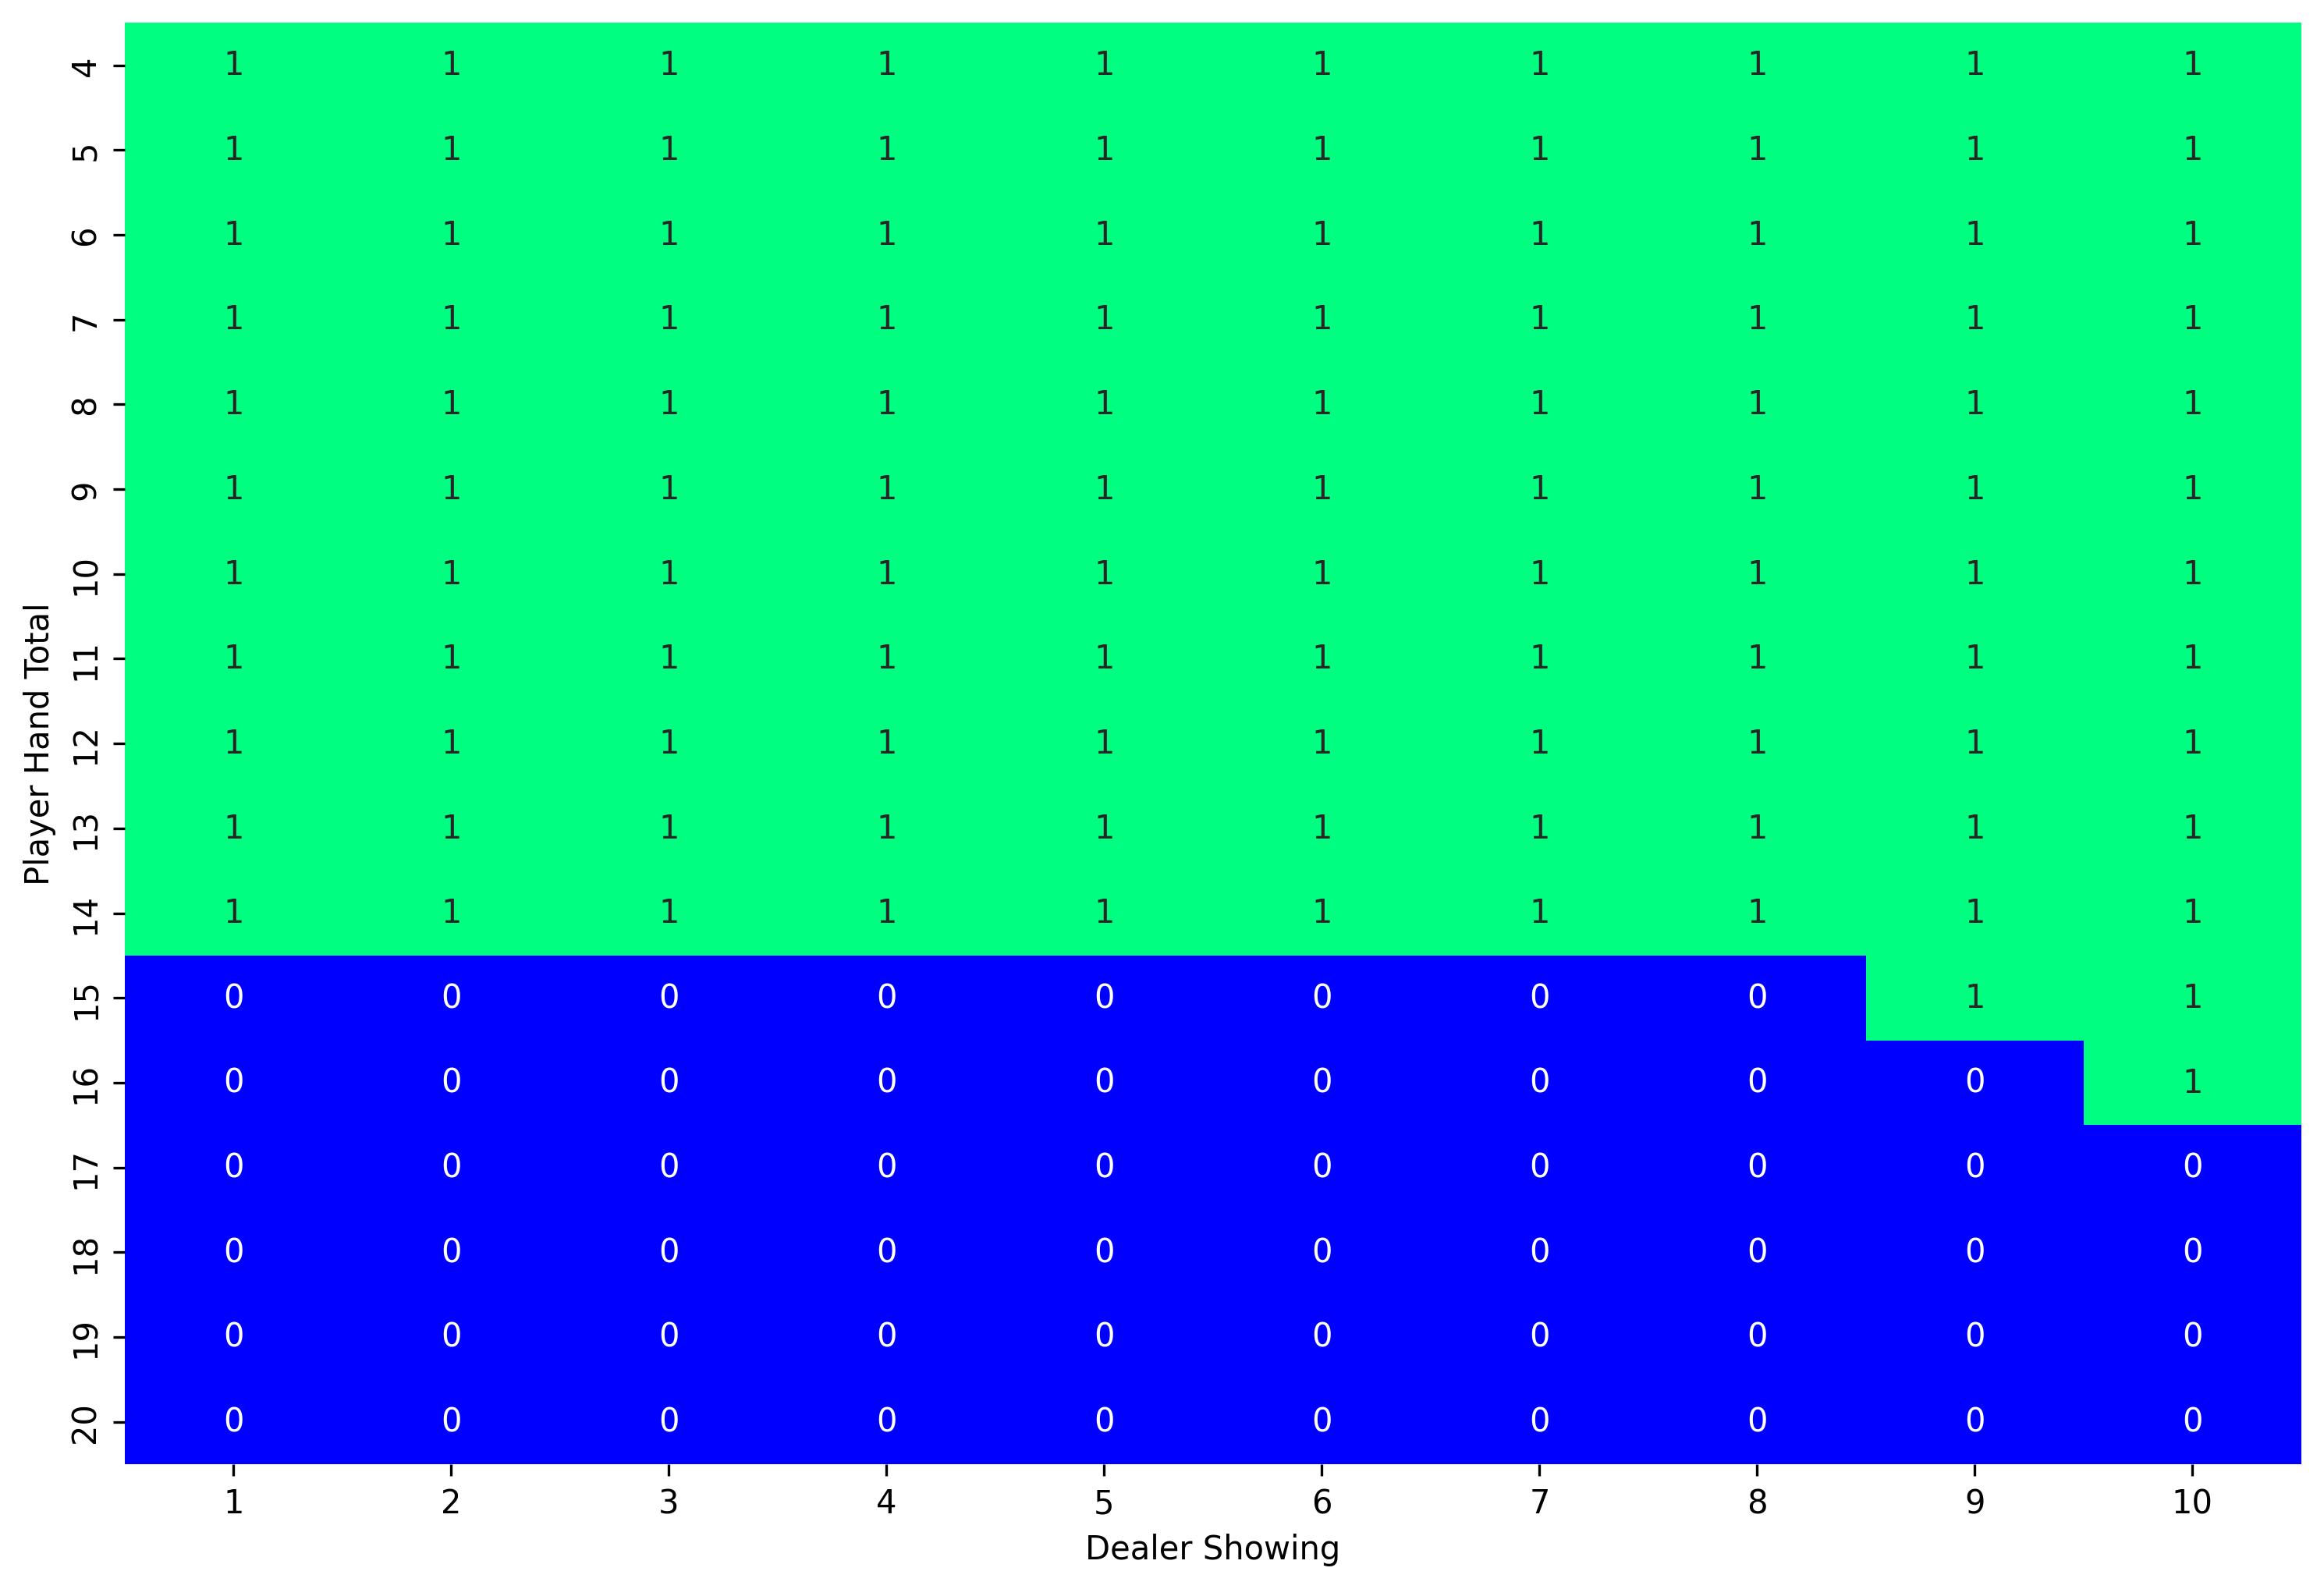 Player Hand Total
4 1 1 1 1 1 1 1 1 1 1
5 1 1 1 1 1 1 1 1 1 1
6 1 1 1 1 1 1 1 1 1 1
7 1 1 1 1 1 1 1 1 1 1
8 1 1 1 1 1 1 1 1 1 1
9 1 1 1 1 1 1 1 1 1 1
10 1 1 1 1 1 1 1 1 1 1
11 1 1 1 1 1 1 1 1 1 1
12 1 1 1 1 1 1 1 1 1 1
13 1 1 1 1 1 1 1 1 1 1
14 1 1 1 1 1 1 1 1 1 1
15 0 0 0 0 0 0 0 0 1 1
16 0 0 0 0 0 0 0 0 0 1
17 0 0 0 0 0 0 0 0 0 0
18 0 0 0 0 0 0 0 0 0 0
19 0 0 0 0 0 0 0 0 0 0
20 0 0 0 0 0 0 0 0 0 0
1 2 3 4 5 6 7 8 9 10
Dealer Showing